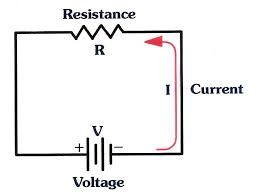 Resistance
R
I Current
V
+ −
Voltage